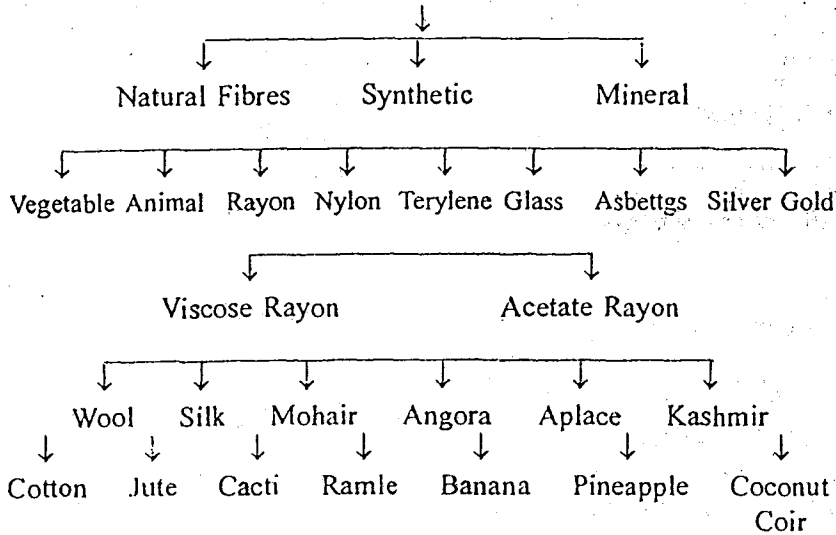 Natural Fibres Synthetic Mineral
Vegetable Animal Rayon Nylon Terylene Glass Asbettgs Silver Gold
Viscose Rayon Acetate Rayon
Wool Silk Mohair Angora Aplace Kashmir
Cotton Jute Cacti Ramle Banana Pineapple Coconut
Coir